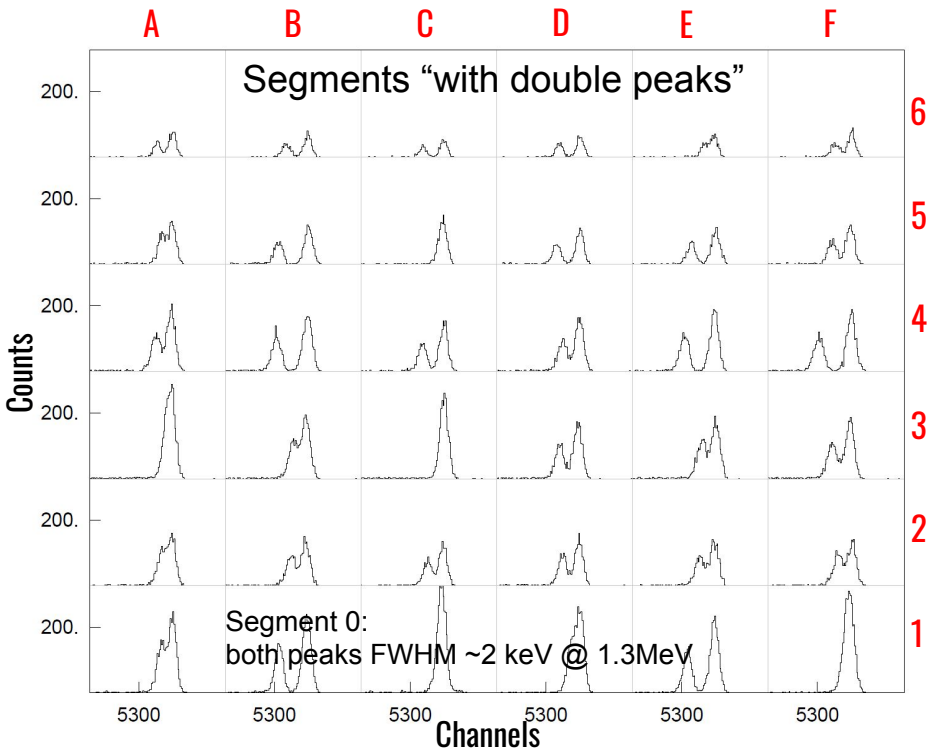 A B C D E F
Segments “with double peaks”
200.
6
200.
5
200.
4
Counts
200.
3
200.
2
Segment 0:
200.
both peaks FWHM ~2 keV @ 1.3MeV
1
5300 5300 5300 5300 5300 5300
Channels